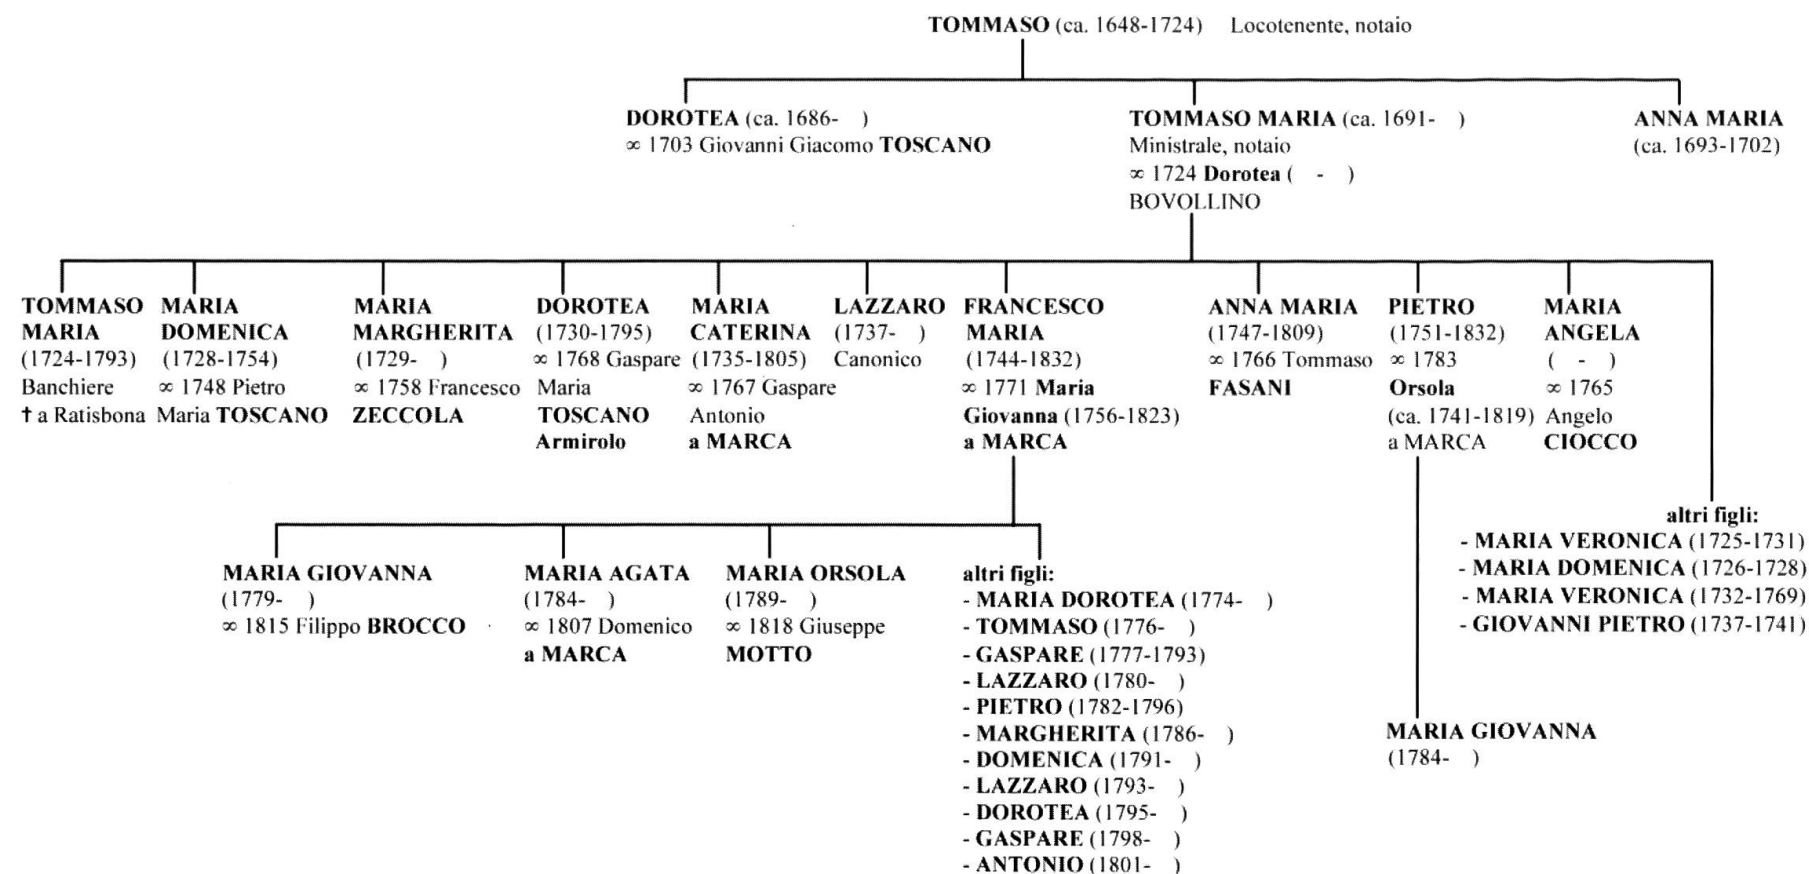 TOMMASO (ca. 1648-1724) Locotenente, notaio
DOROTEA (ca. 1686- )
∞ 1703 Giovanni Giacomo TOSCANO
TOMMASO MARIA (ca. 1691- )
Ministrale, notaio
∞ 1724 Dorotea ( - )
BOVOLLINO
ANNA MARIA
(ca. 1693-1702)
TOMMASO
MARIA
(1724-1793)
Banchiere
† a Ratisbona
MARIA
DOMENICA
(1728-1754)
∞ 1748 Pietro
Maria TOSCANO
MARIA
MARGHERITA
(1729- )
∞ 1758 Francesco
ZECCOLA
DOROTEA
(1730-1795)
∞ 1768 Gaspare
Maria
TOSCANO
Armirolo
MARIA
CATERINA
(1735-1805)
∞ 1767 Gaspare
Antonio
a MARCA
LAZZARO
(1737- )
Canonico
FRANCESCO
MARIA
(1744-1832)
∞ 1771 Maria
Giovanna (1756-1823)
a MARCA
ANNA MARIA
(1747-1809)
∞ 1766 Tommaso
FASANI
PIETRO
(1751-1832)
∞ 1783
Orsola
(ca. 1741-1819)
a MARCA
MARIA
ANGELA
( - )
∞ 1765
Angelo
CIOCCO
altri figli:
- MARIA VERONICA (1725-1731)
- MARIA DOMENICA (1726-1728)
- MARIA VERONICA (1732-1769)
- GIOVANNI PIETRO (1737-1741)
MARIA GIOVANNA
(1779- )
∞ 1815 Filippo BROCCO
MARIA AGATA
(1784- )
∞ 1807 Domenico
a MARCA
MARIA ORSOLA
(1789- )
∞ 1818 Giuseppe
MOTTO
altri figli:
- MARIA DOROTEA (1774- )
- TOMMASO (1776- )
- GASPARE (1777-1793)
- LAZZARO (1780- )
- PIETRO (1782-1796)
- MARGHERITA (1786- )
- DOMENICA (1791- )
- LAZZARO (1793- )
- DOROTEA (1795- )
- GASPARE (1798- )
- ANTONIO (1801- )
MARIA GIOVANNA
(1784- )